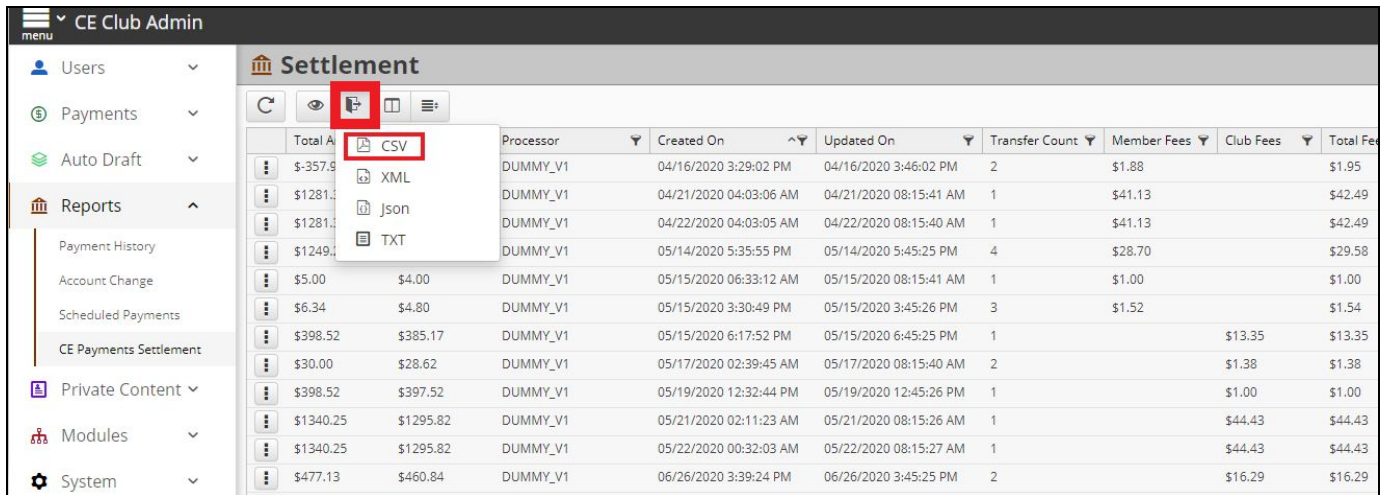 menu CE Club Admin
Users
Payments
Auto Draft
Reports
Payment History
Account Change
Scheduled Payments
CE Payments Settlement
Private Content
Modules
System
Settlement
CSV
XML
Json
TXT
Total A Processor Created On Updated On Transfer Count Member Fees Club Fees Total Fee
$-357.9 DUMMY_V1 04/16/2020 3:29:02 PM 04/16/2020 3:46:02 PM 2 $1.88 $1.95
$1281.3 DUMMY_V1 04/21/2020 04:03:06 AM 04/21/2020 08:15:41 AM 1 $41.13 $42.49
$1281.3 DUMMY_V1 04/22/2020 04:03:05 AM 04/22/2020 08:15:40 AM 1 $41.13 $42.49
$1249.2 DUMMY_V1 05/14/2020 5:35:55 PM 05/14/2020 5:45:25 PM 4 $28.70 $29.58
$5.00 $4.00 DUMMY_V1 05/15/2020 06:33:12 AM 05/15/2020 08:15:41 AM 1 $1.00 $1.00
$6.34 $4.80 DUMMY_V1 05/15/2020 3:30:49 PM 05/15/2020 3:45:26 PM 3 $1.52 $1.54
$398.52 $385.17 DUMMY_V1 05/15/2020 6:17:52 PM 05/15/2020 6:45:25 PM 1 $13.35 $13.35
$30.00 $28.62 DUMMY_V1 05/17/2020 02:39:45 AM 05/17/2020 08:15:40 AM 2 $1.38 $1.38
$398.52 $397.52 DUMMY_V1 05/19/2020 12:32:44 PM 05/19/2020 12:45:26 PM 1 $1.00 $1.00
$1340.25 $1295.82 DUMMY_V1 05/21/2020 02:11:23 AM 05/21/2020 08:15:26 AM 1 $44.43 $44.43
$1340.25 $1295.82 DUMMY_V1 05/22/2020 00:32:03 AM 05/22/2020 08:15:27 AM 1 $44.43 $44.43
$477.13 $460.84 DUMMY_V1 06/26/2020 3:39:24 PM 06/26/2020 3:45:25 PM 2 $16.29 $16.29